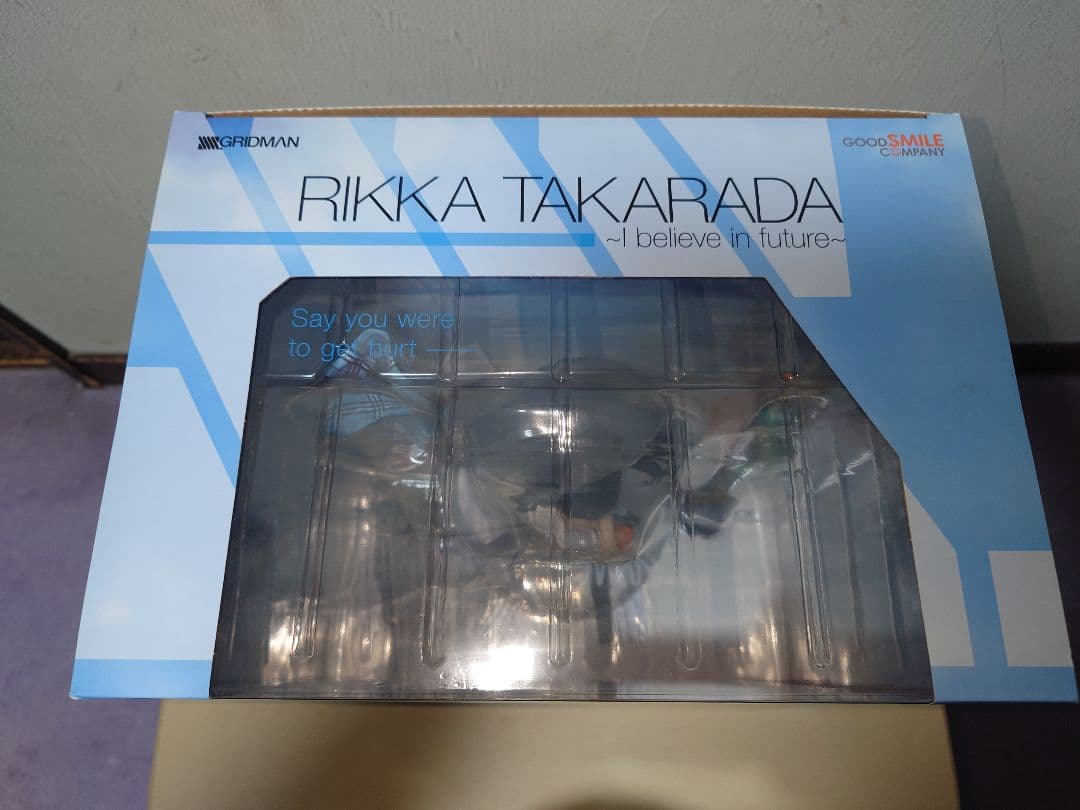 GRIDMAN
GOOD SMILE
COMPANY
RIKKA TAKARADA
~I believe in future~
Say you were
to get hurt ——